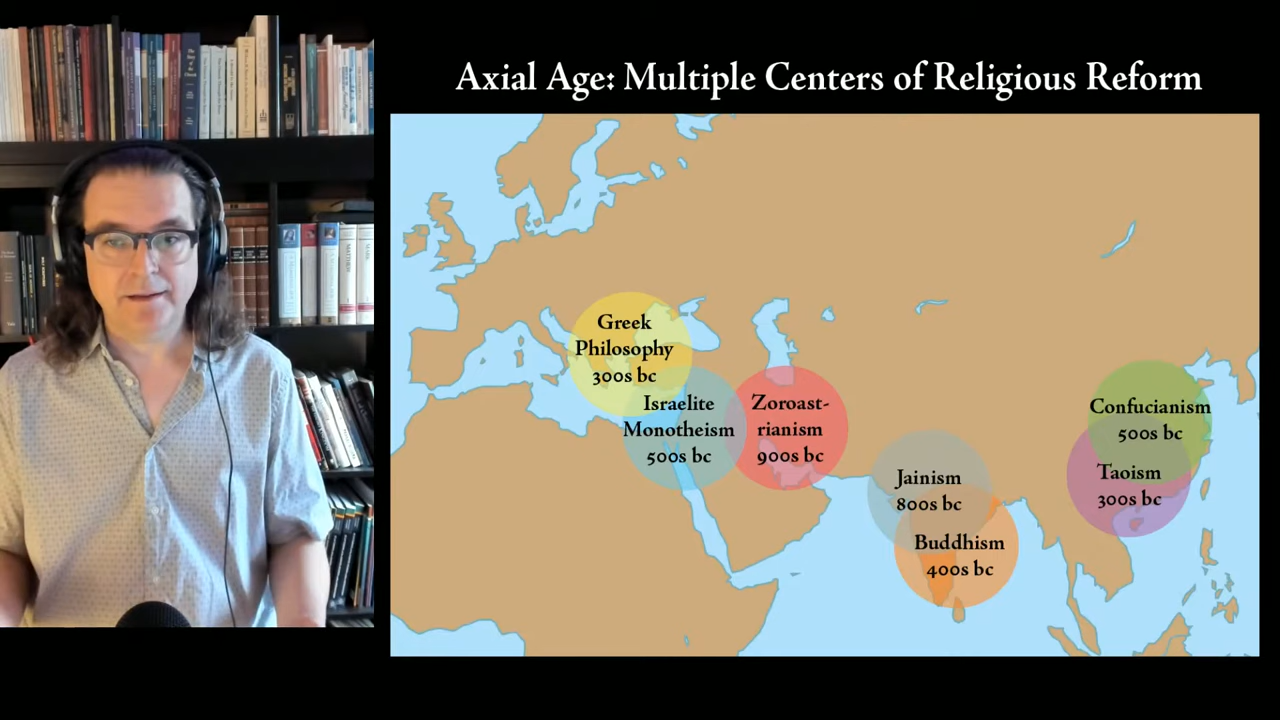 Axial Age: Multiple Centers of Religious Reform
Greek
Philosophy
300s bc
Israelite
Monotheism
500s bc
Zoroast-
rianism
900s bc
Jainism
800s bc
Buddhism
400s bc
Confucianism
500s bc
Taoism
300s bc